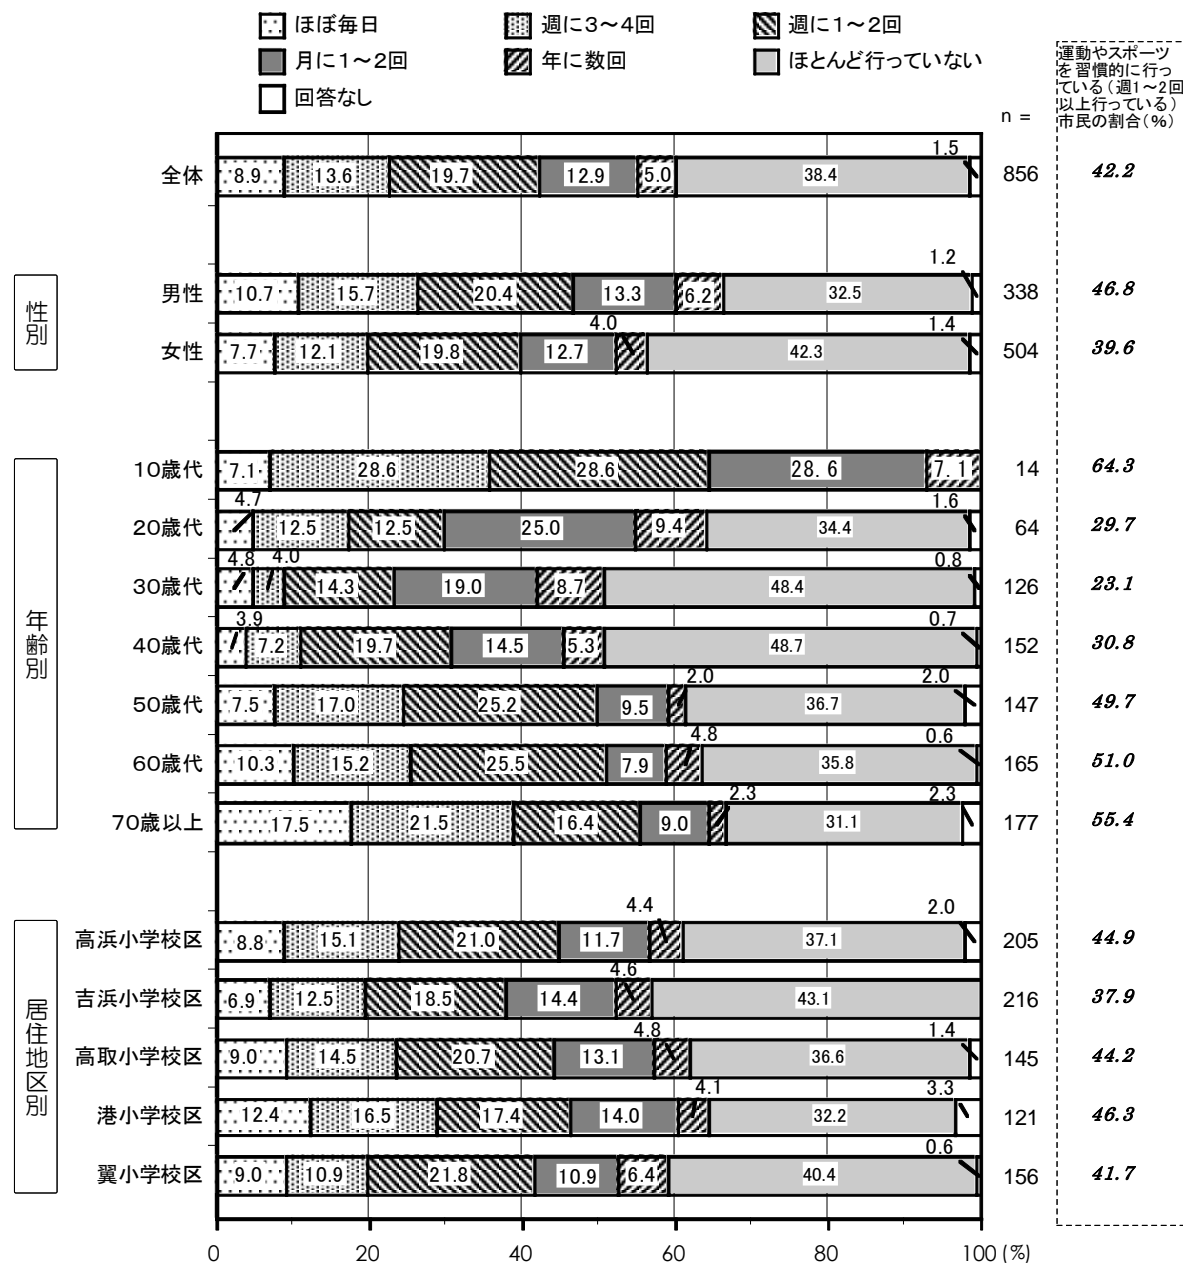 ほぼ毎日 週に3～4回 週に1～2回
月に1～2回 年に数回 ほとんど行っていない
回答なし
n =
運動やスポーツ
を習慣的に行っ
ている（週1～2回
以上行っている）
市民の割合（％）
全体 8.9 13.6 19.7 12.9 5.0 38.4 1.5 856 42.2
性別
男性 10.7 15.7 20.4 13.3 6.2 32.5 1.2 338 46.8
女性 7.7 12.1 19.8 12.7 4.0 42.3 1.4 504 39.6
年齢別
10歳代 7.1 28.6 28.6 28.6 7.1 14 64.3
20歳代 4.7 12.5 12.5 25.0 9.4 34.4 1.6 64 29.7
30歳代 4.8 4.0 14.3 19.0 8.7 48.4 0.8 126 23.1
40歳代 3.9 7.2 19.7 14.5 5.3 48.7 0.7 152 30.8
50歳代 7.5 17.0 25.2 9.5 2.0 36.7 2.0 147 49.7
60歳代 10.3 15.2 25.5 7.9 4.8 35.8 0.6 165 51.0
70歳以上 17.5 21.5 16.4 9.0 2.3 31.1 2.3 177 55.4
居住地区別
高浜小学校区 8.8 15.1 21.0 11.7 4.4 37.1 2.0 205 44.9
吉浜小学校区 6.9 12.5 18.5 14.4 4.6 43.1 216 37.9
高取小学校区 9.0 14.5 20.7 13.1 4.8 36.6 1.4 145 44.2
港小学校区 12.4 16.5 17.4 14.0 4.1 32.2 3.3 121 46.3
翼小学校区 9.0 10.9 21.8 10.9 6.4 40.4 0.6 156 41.7
0 20 40 60 80 100 (%)